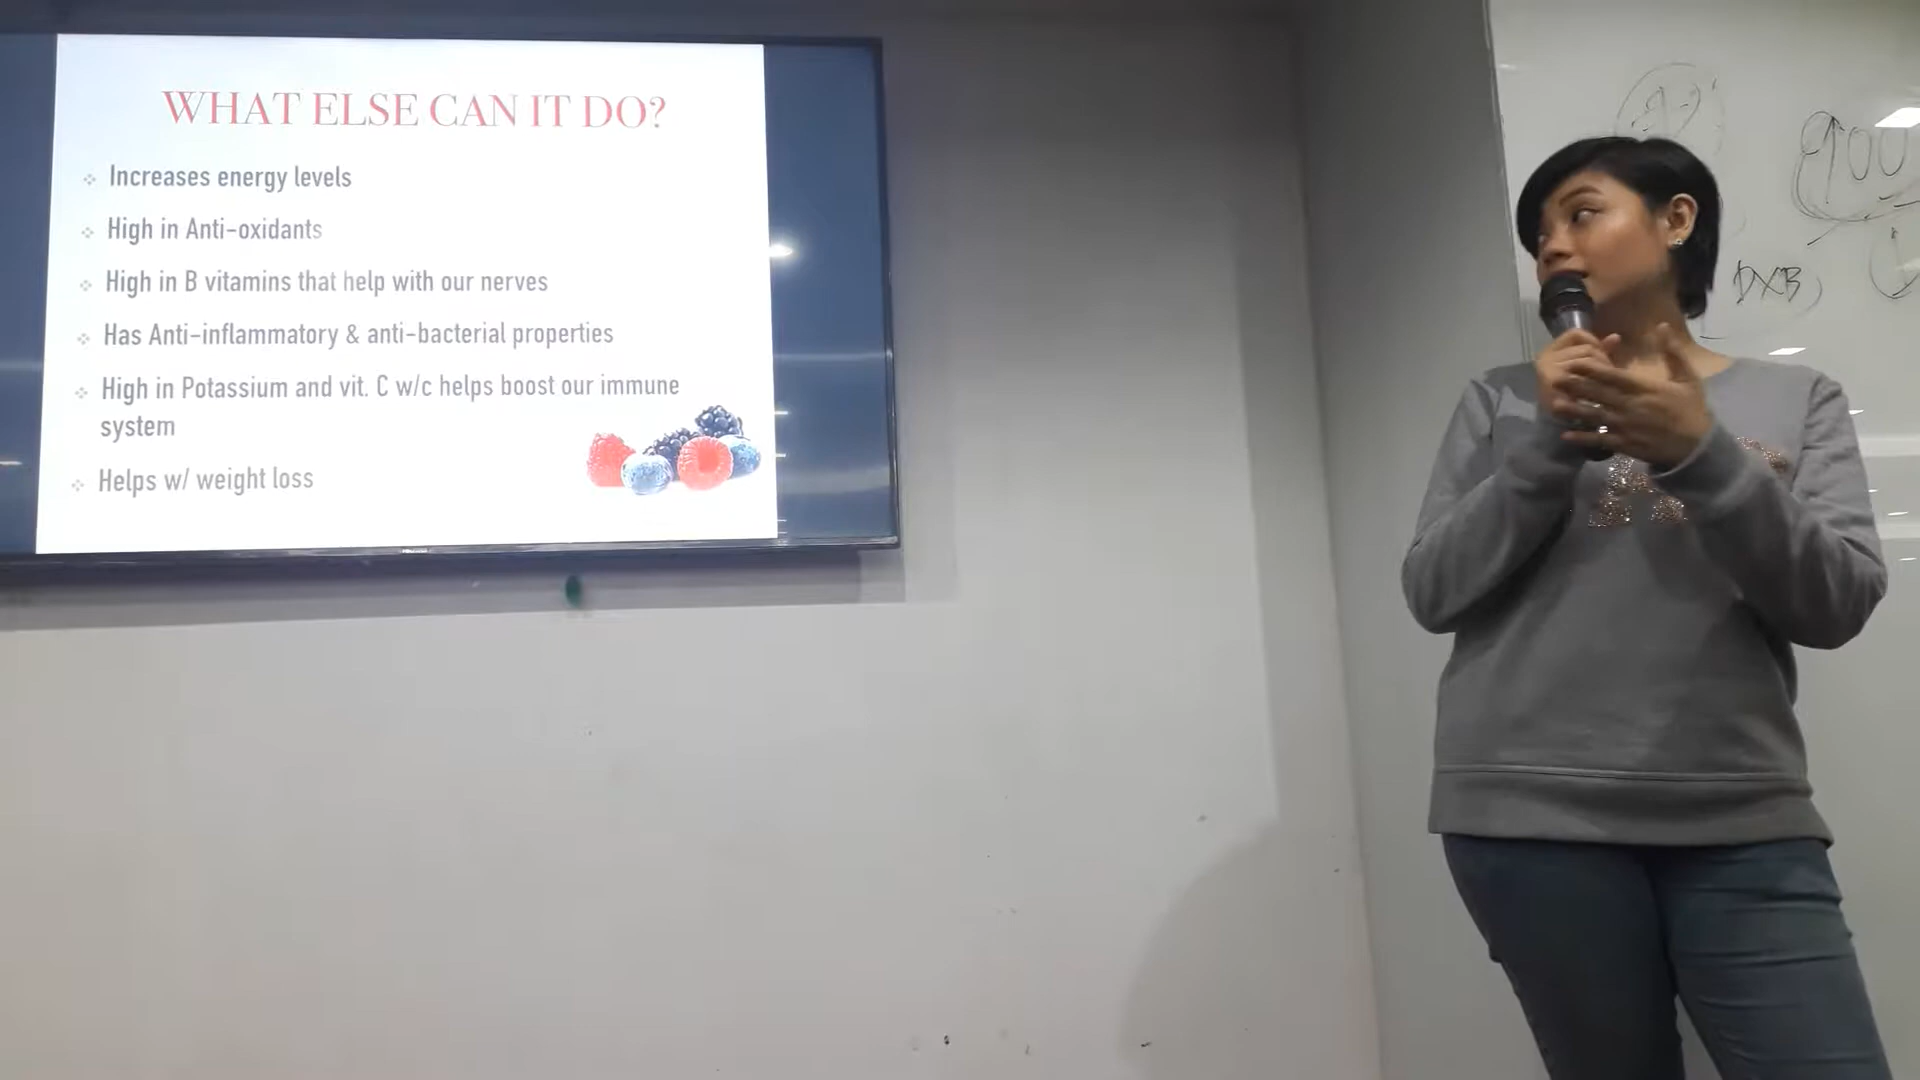 WHAT ELSE CAN IT DO?
Increases energy levels
High in Anti-oxidants
High in B vitamins that help with our nerves
Has Anti-inflammatory & anti-bacterial properties
High in Potassium and vit. C w/c helps boost our immune
system
Helps w/ weight loss
DXB